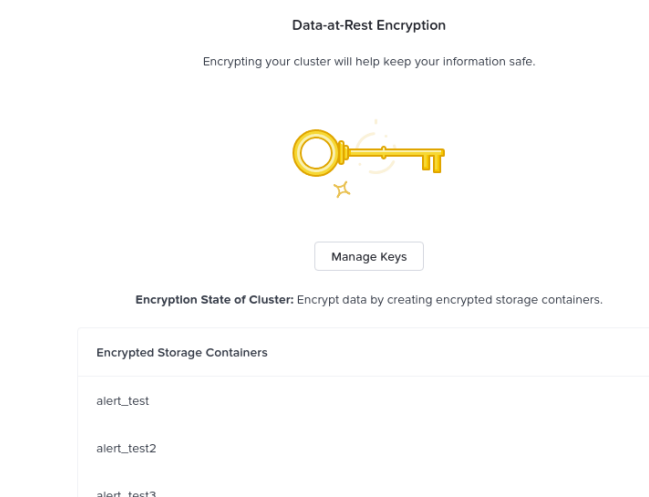 Data-at-Rest Encryption
Encrypting your cluster will help keep your information safe.
Manage Keys
Encryption State of Cluster: Encrypt data by creating encrypted storage containers.
Encrypted Storage Containers
alert_test
alert_test2
alert_test3